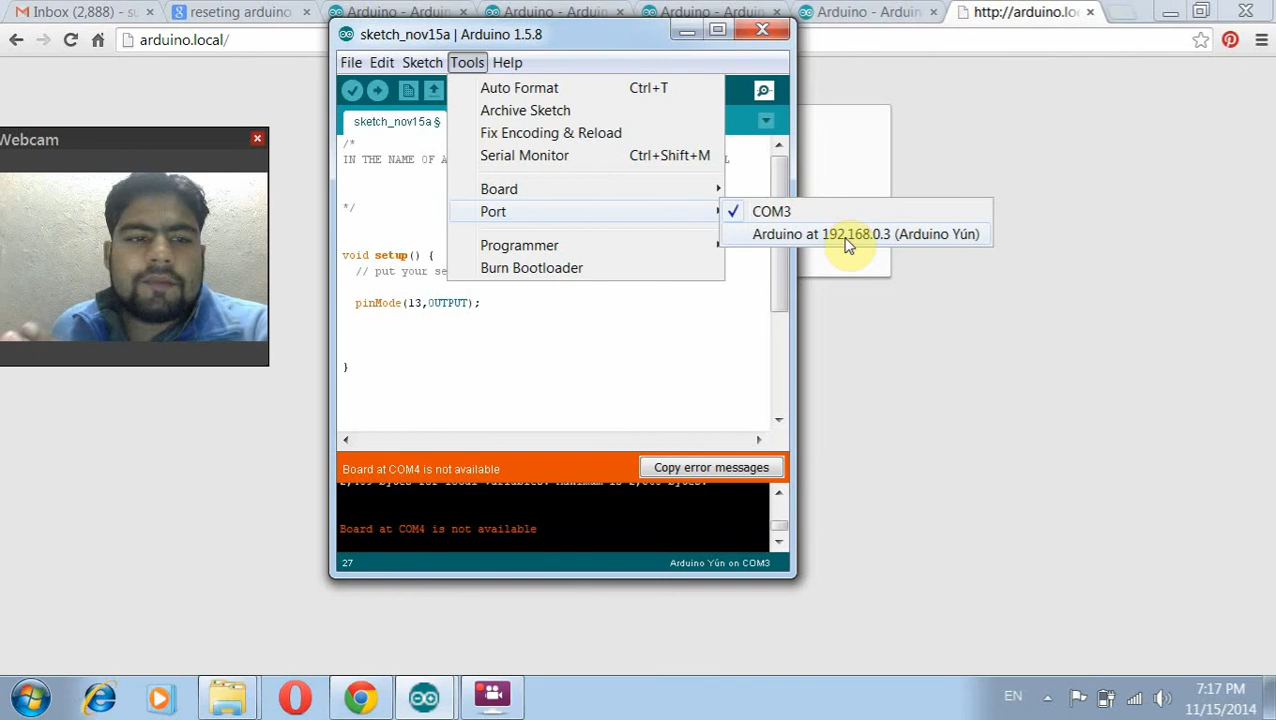 Inbox (2,888) - su
reseting arduino
Arduino - Arduin
Arduino - Arduin
Arduino - Arduin
Arduino - Arduin
http://arduino.lo
arduino.local/
sketch_nov15a | Arduino 1.5.8
File Edit Sketch Tools Help
Auto Format Ctrl+T
Archive Sketch
Fix Encoding & Reload
Serial Monitor Ctrl+Shift+M
Board
Port
Programmer
Burn Bootloader
COM3
Arduino at 192.168.0.3 (Arduino Yún)
Webcam
sketch_nov15a §
/*
IN THE NAME OF A
L
*/
void setup() {
// put your se
pinMode(13,OUTPUT);
}
Board at COM4 is not available
Copy error messages
Board at COM4 is not available
27
Arduino Yún on COM3
EN
7:17 PM
11/15/2014